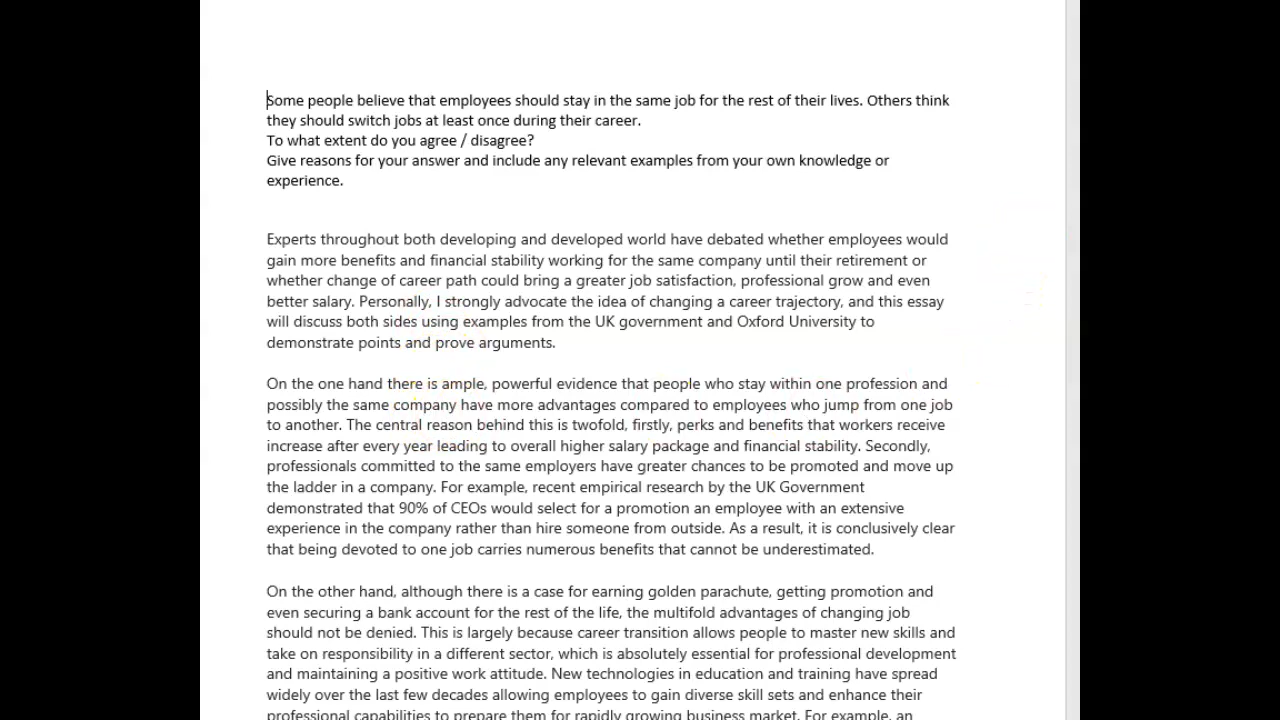 Some people believe that employees should stay in the same job for the rest of their lives. Others think
they should switch jobs at least once during their career.
To what extent do you agree / disagree?
Give reasons for your answer and include any relevant examples from your own knowledge or
experience.
Experts throughout both developing and developed world have debated whether employees would
gain more benefits and financial stability working for the same company until their retirement or
whether change of career path could bring a greater job satisfaction, professional grow and even
better salary. Personally, I strongly advocate the idea of changing a career trajectory, and this essay
will discuss both sides using examples from the UK government and Oxford University to
demonstrate points and prove arguments.
On the one hand there is ample, powerful evidence that people who stay within one profession and
possibly the same company have more advantages compared to employees who jump from one job
to another. The central reason behind this is twofold, firstly, perks and benefits that workers receive
increase after every year leading to overall higher salary package and financial stability. Secondly,
professionals committed to the same employers have greater chances to be promoted and move up
the ladder in a company. For example, recent empirical research by the UK Government
demonstrated that 90% of CEOs would select for a promotion an employee with an extensive
experience in the company rather than hire someone from outside. As a result, it is conclusively clear
that being devoted to one job carries numerous benefits that cannot be underestimated.
On the other hand, although there is a case for earning golden parachute, getting promotion and
even securing a bank account for the rest of the life, the multifold advantages of changing job
should not be denied. This is largely because career transition allows people to master new skills and
take on responsibility in a different sector, which is absolutely essential for professional development
and maintaining a positive work attitude. New technologies in education and training have spread
widely over the last few decades allowing employees to gain diverse skill sets and enhance their
professional capabilities to prepare them for rapidly growing business market. For example, an